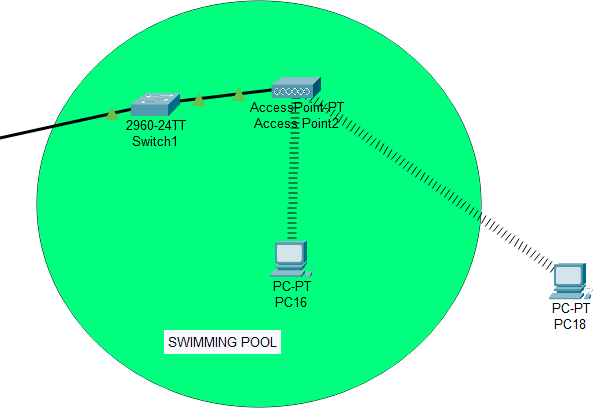 AccessPoint-PT
Access Point2
2960-24TT
Switch1
PC-PT
PC16
PC-PT
PC18
SWIMMING POOL